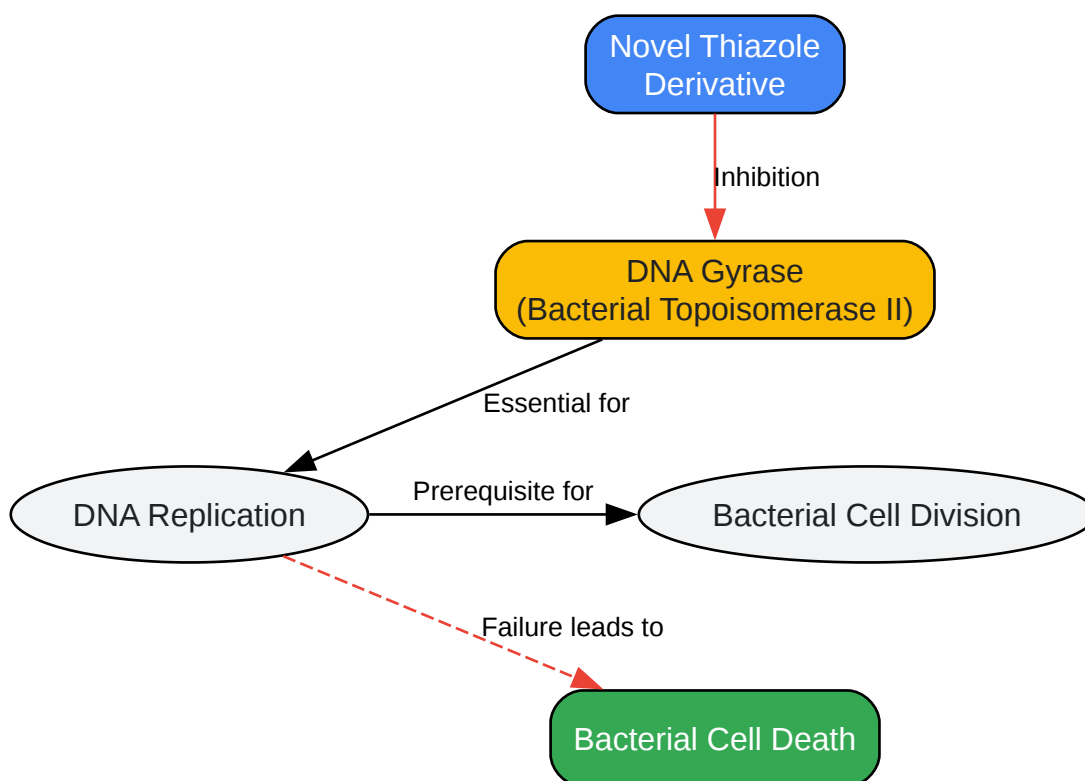 Novel Thiazole
Derivative
Inhibition
DNA Gyrase
(Bacterial Topoisomerase II)
Essential for
DNA Replication
Prerequisite for
Bacterial Cell Division
Failure leads to
Bacterial Cell Death